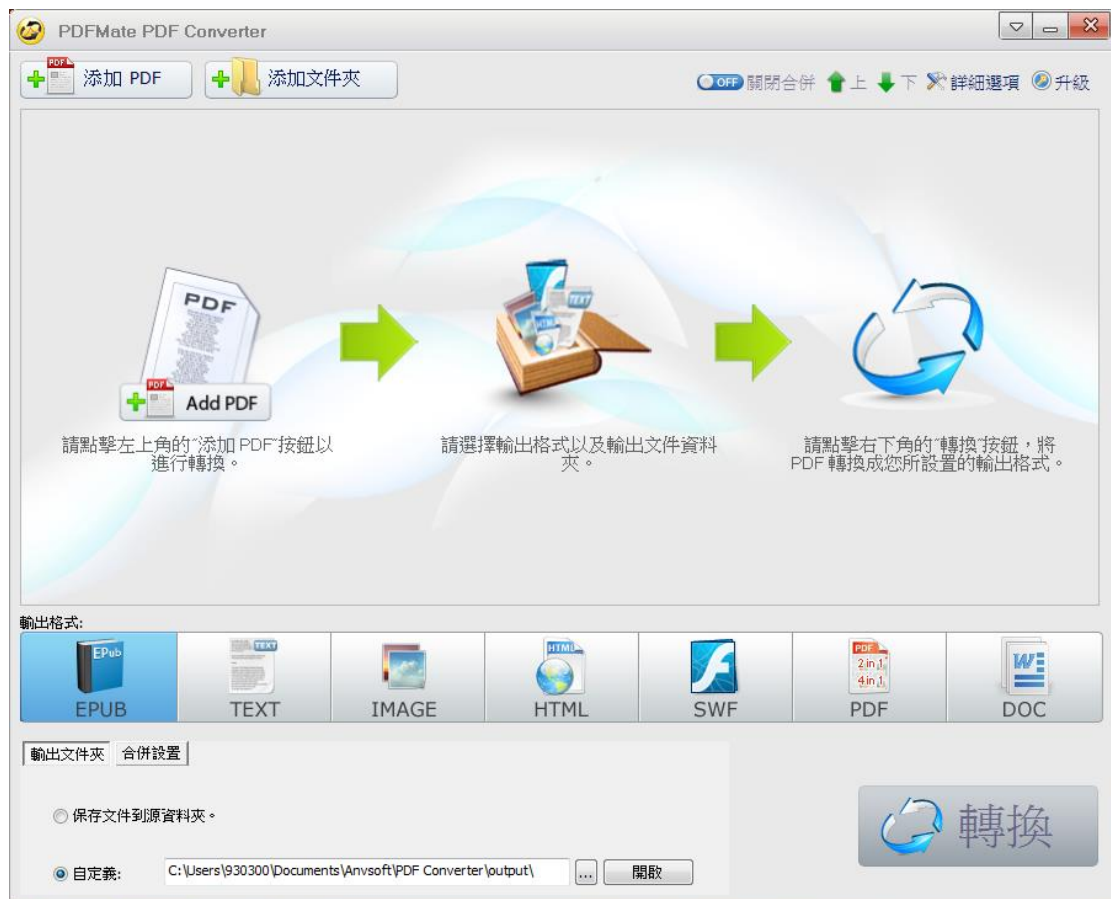 PDFMate PDF Converter
添加 PDF
添加文件夾
OFF 關閉合併 上 下 詳細選項 升級
PDF
TEXT
HTML
PDF
Add PDF
請點擊左上角的"添加 PDF"按鈕以
進行轉換。
請選擇輸出格式以及輸出文件資料
夾。
請點擊右下角的"轉換"按鈕，將
PDF 轉換成您所設置的輸出格式。
輸出格式:
EPub
TEXT
HTML
PDF
2 in 1
4 in 1
W
EPUB
TEXT
IMAGE
HTML
SWF
PDF
DOC
輸出文件夾 合併設置
保存文件到源資料夾。
轉換
自定義: C:\Users\930300\Documents\Anvsoft\PDF Converter\output\ ... 開啟